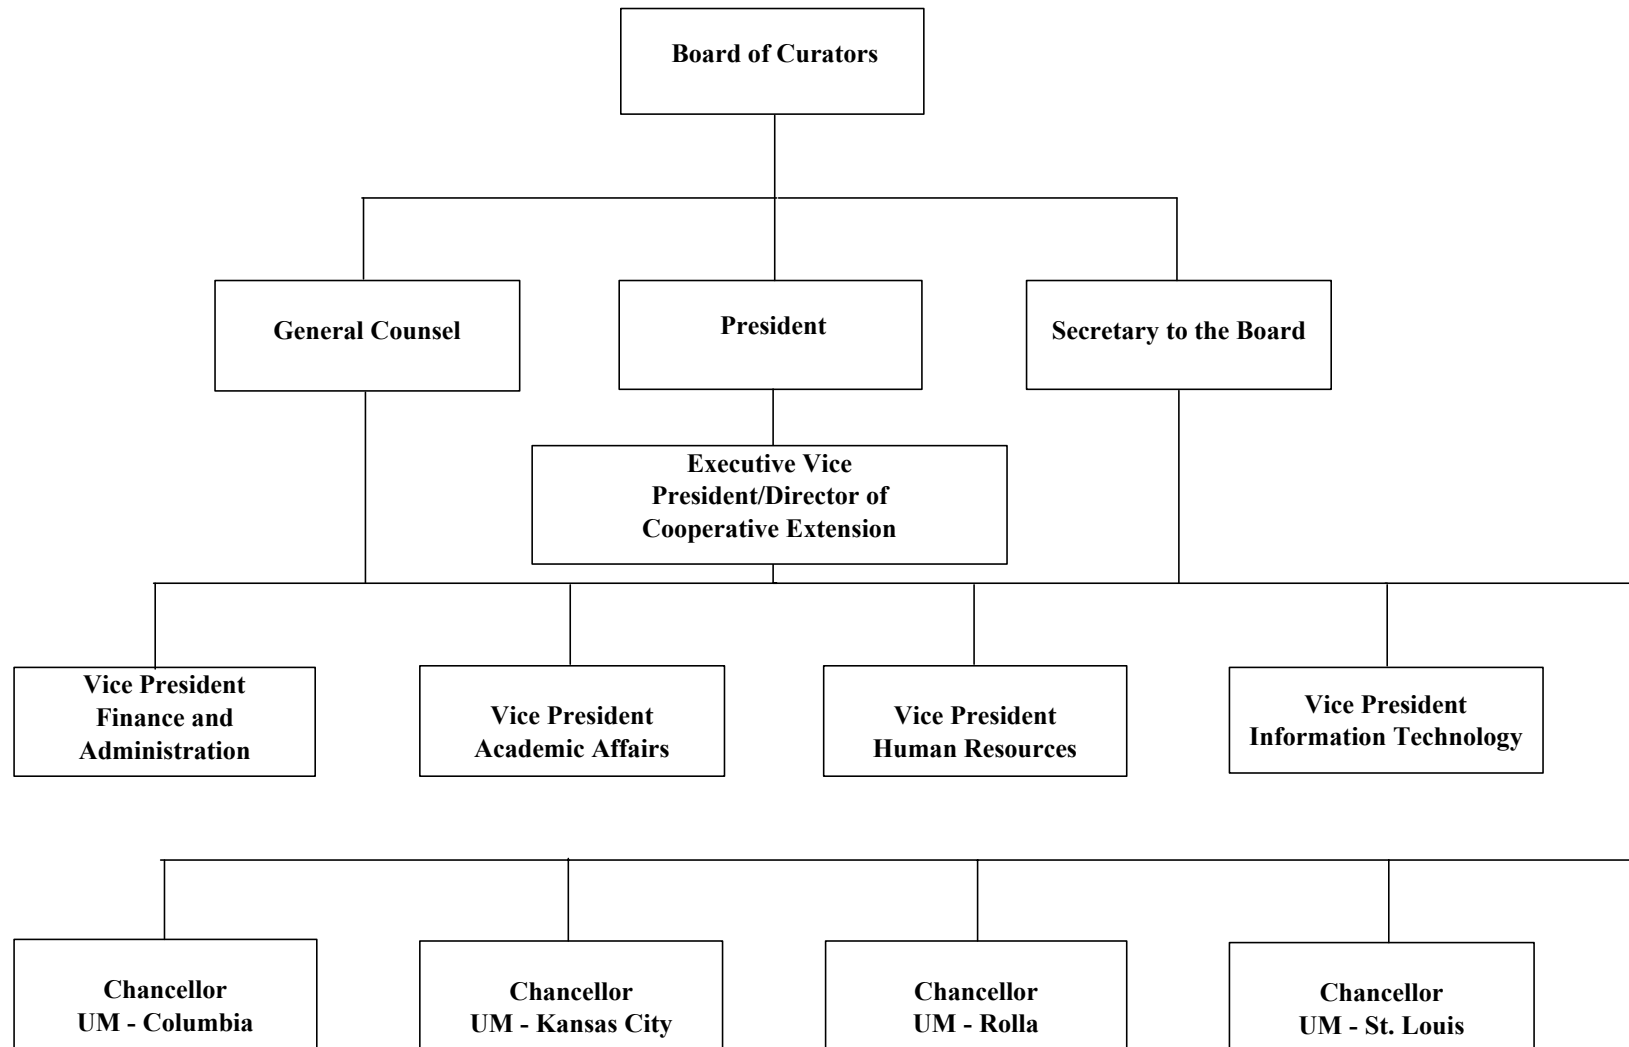 Board of Curators
General Counsel
President
Secretary to the Board
Executive Vice
President/Director of
Cooperative Extension
Vice President
Finance and
Administration
Vice President
Academic Affairs
Vice President
Human Resources
Vice President
Information Technology
Chancellor
UM - Columbia
Chancellor
UM - Kansas City
Chancellor
UM - Rolla
Chancellor
UM - St. Louis